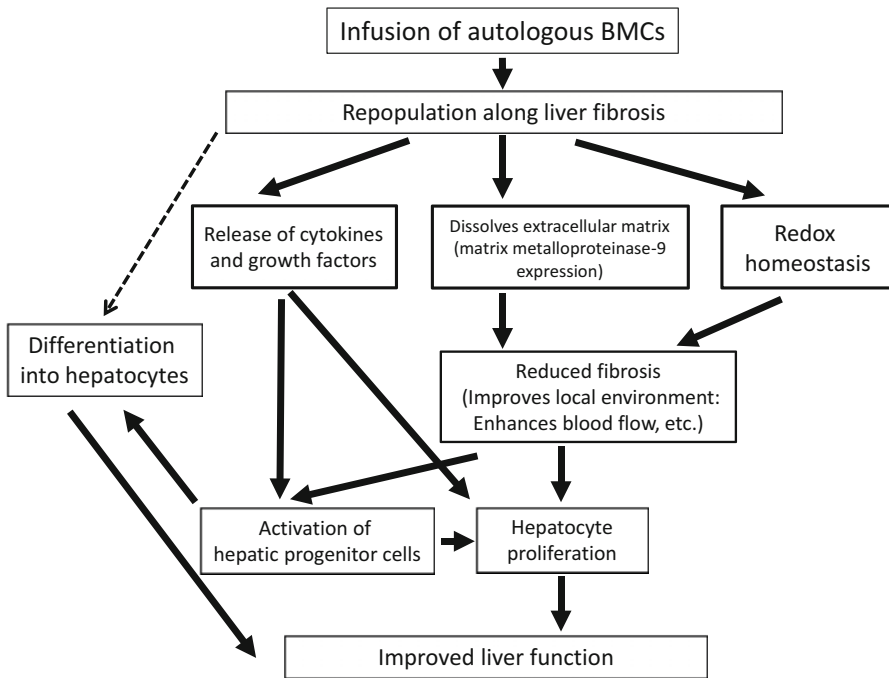 Infusion of autologous BMCs
Repopulation along liver fibrosis
Release of cytokines
and growth factors
Dissolves extracellular matrix
(matrix metalloproteinase-9
expression)
Redox
homeostasis
Differentiation
into hepatocytes
Reduced fibrosis
(Improves local environment:
Enhances blood flow, etc.)
Activation of
hepatic progenitor cells
Hepatocyte
proliferation
Improved liver function